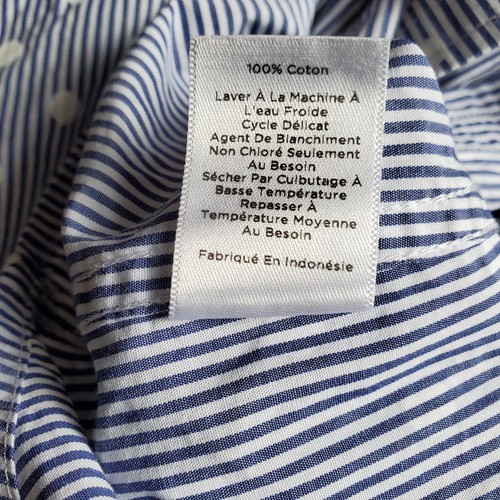 100% Coton
Laver À La Machine À
L'eau Froide
Cycle Délicat
Agent De Blanchiment
Non Chloré Seulement
Au Besoin
Sécher Par Culbutage À
Basse Température
Repasser À
Température Moyenne
Au Besoin
Fabriqué En Indonésie